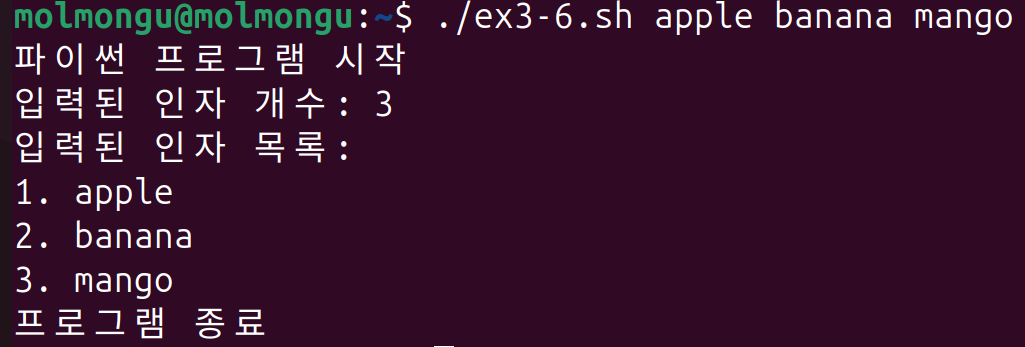 molmongu@molmongu:~$ ./ex3-6.sh apple banana mango
파이썬 프로그램 시작
입력된 인자 개수: 3
입력된 인자 목록:
1. apple
2. banana
3. mango
프로그램 종료